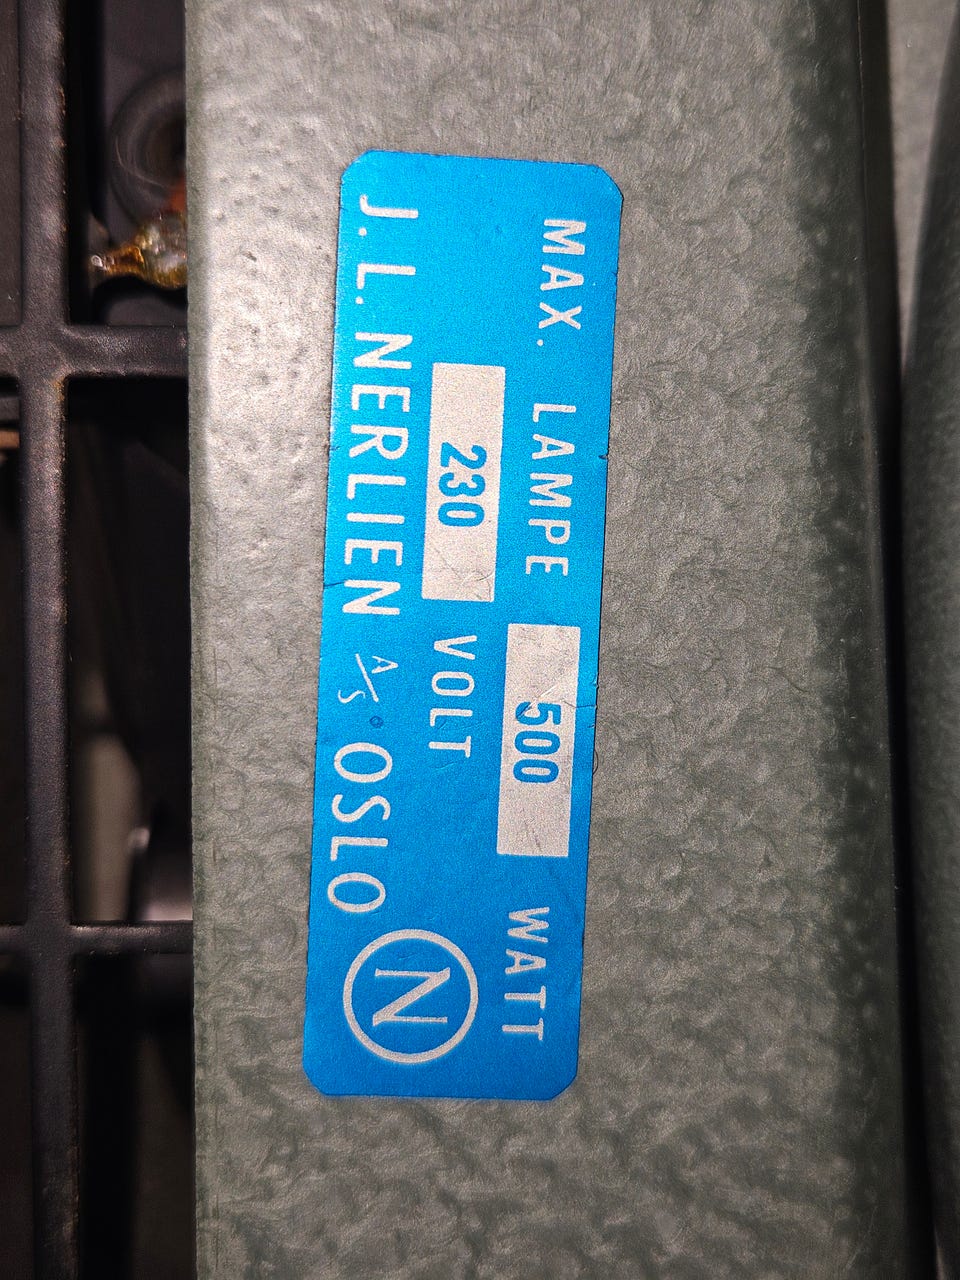 MAX. LAMPE 500 WATT
230 VOLT
J. L. NERLIEN A/S OSLO N